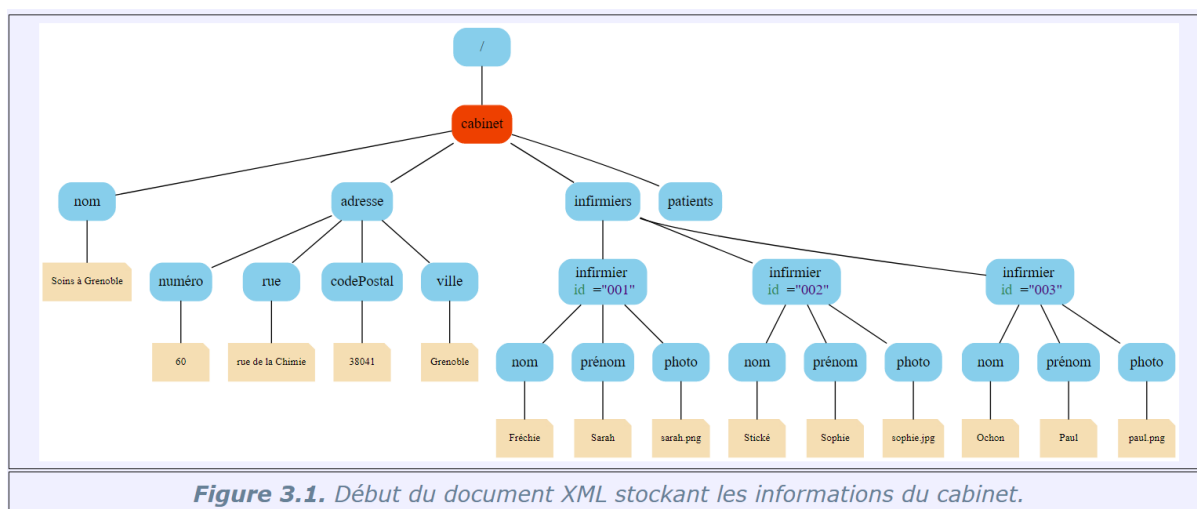 /
cabinet
nom adresse infirmiers patients
Soins à Grenoble numéro rue codePostal ville infirmier infirmier infirmier
id ="001" id ="002" id ="003"
60 rue de la Chimie 38041 Grenoble nom prénom photo nom prénom photo nom prénom photo
Fréchie Sarah sarah.png Stické Sophie sophie.jpg Ochon Paul paul.png
Figure 3.1. Début du document XML stockant les informations du cabinet.